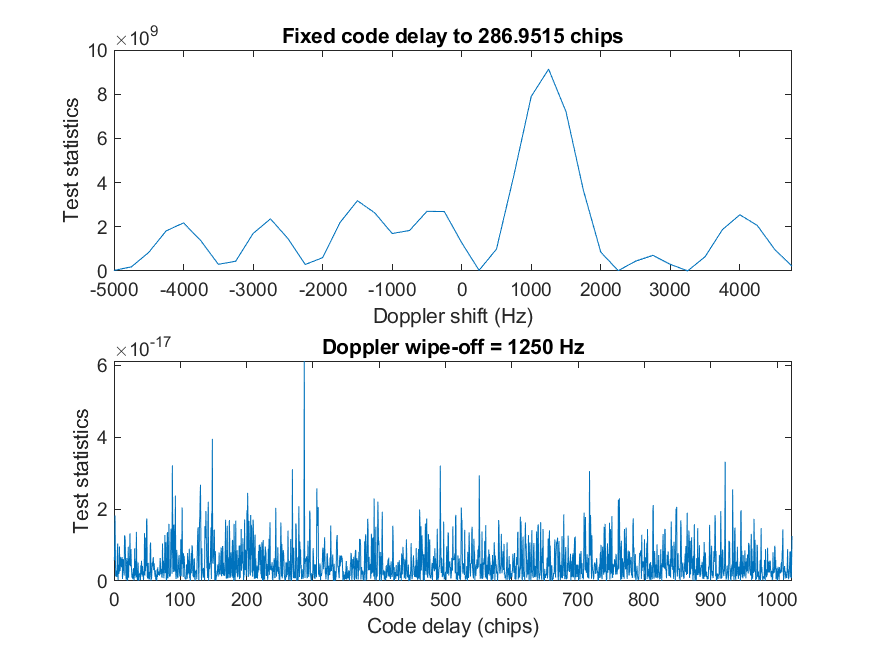 ×10^9
Fixed code delay to 286.9515 chips
10
8
6
4
2
0
Test statistics
-5000 -4000 -3000 -2000 -1000 0 1000 2000 3000 4000
Doppler shift (Hz)
×10^-17
Doppler wipe-off = 1250 Hz
6
4
2
0
Test statistics
0 100 200 300 400 500 600 700 800 900 1000
Code delay (chips)